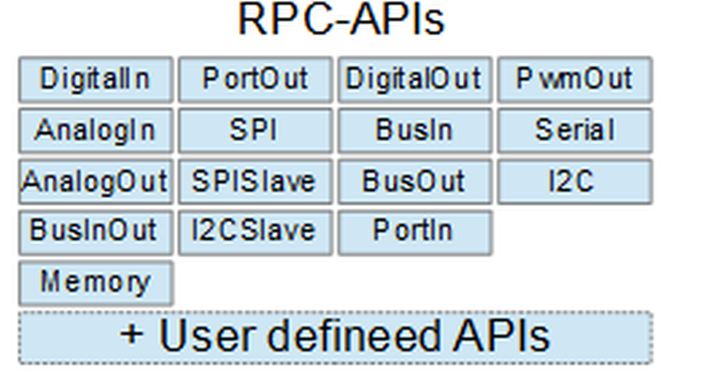 RPC-APIs
DigitalIn PortOut DigitalOut PwmOut
AnalogIn SPI BusIn Serial
AnalogOut SPISlave BusOut I2C
BusInOut I2CSlave PortIn
Memory
+ User defineed APIs